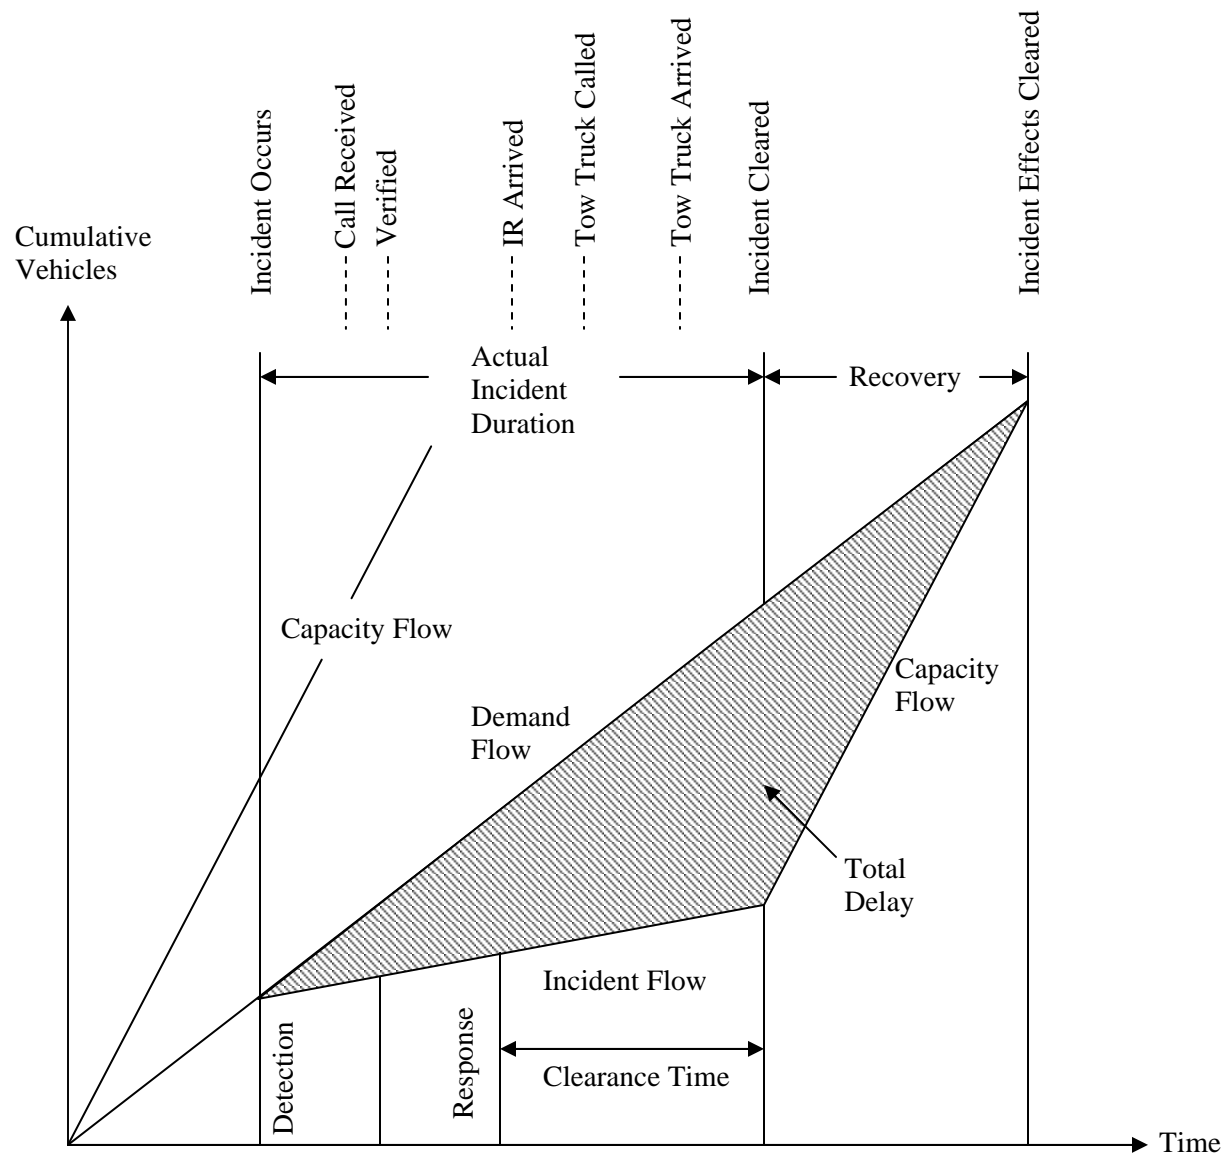 Incident Occurs
Call Received
Verified
IR Arrived
Tow Truck Called
Tow Truck Arrived
Incident Cleared
Incident Effects Cleared
Cumulative
Vehicles
Actual
Incident
Duration
Recovery
Capacity Flow
Capacity
Flow
Demand
Flow
Total
Delay
Incident Flow
Detection
Response
Clearance Time
Time